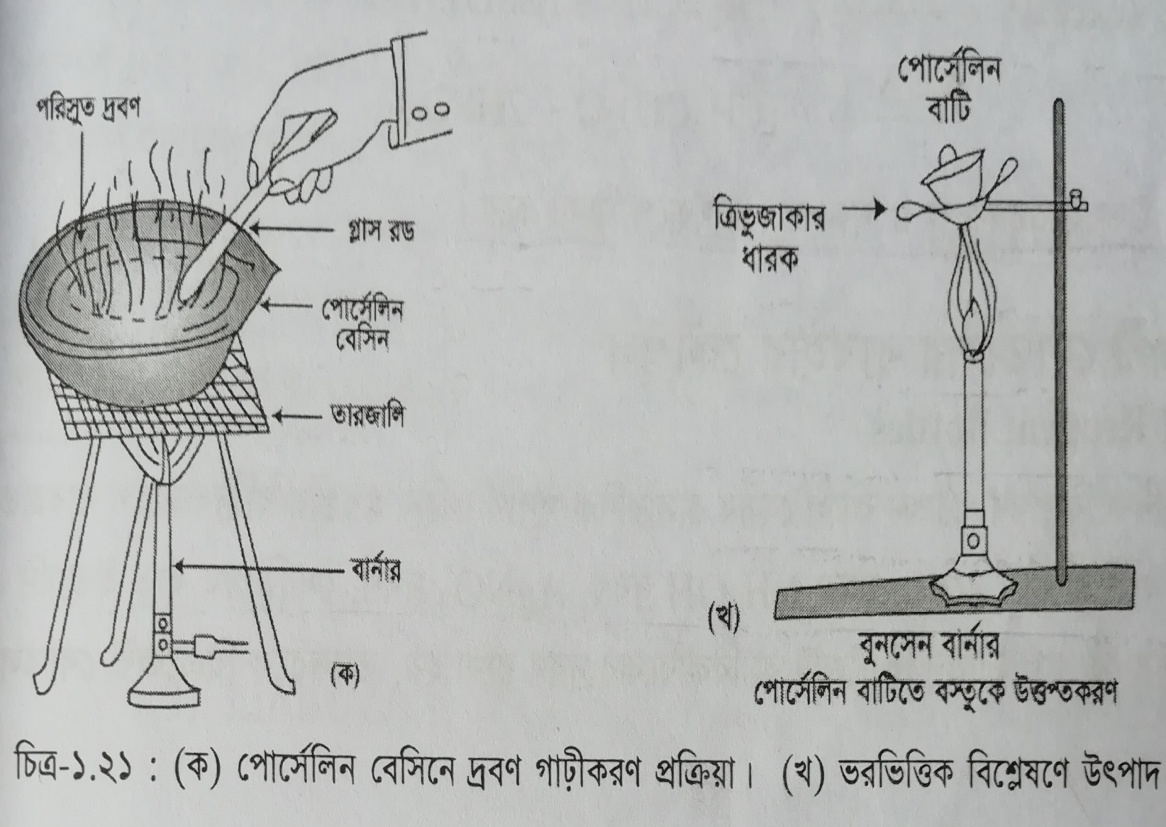 পরিস্রুত দ্রবণ
গ্লাস রড
পোর্সেলিন
বেসিন
তারজালি
বার্নার
(ক)
পোর্সেলিন
বাটি
ত্রিভুজাকার
ধারক
(খ)
বুনসেন বার্নার
পোর্সেলিন বাটিতে বস্তুকে উত্তপ্তকরণ
চিত্র-১.২১ : (ক) পোর্সেলিন বেসিনে দ্রবণ গাঢ়ীকরণ প্রক্রিয়া। (খ) ভরভিত্তিক বিশ্লেষণে উৎপাদ